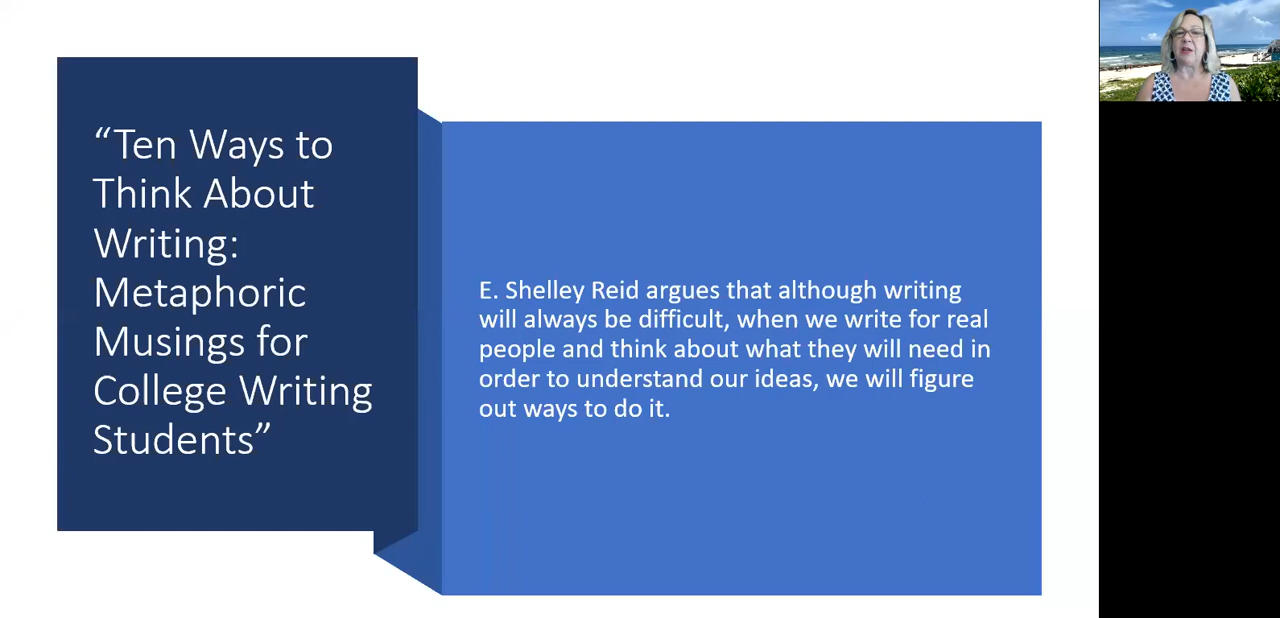 “Ten Ways to
Think About
Writing:
Metaphoric
Musings for
College Writing
Students”
E. Shelley Reid argues that although writing
will always be difficult, when we write for real
people and think about what they will need in
order to understand our ideas, we will figure
out ways to do it.